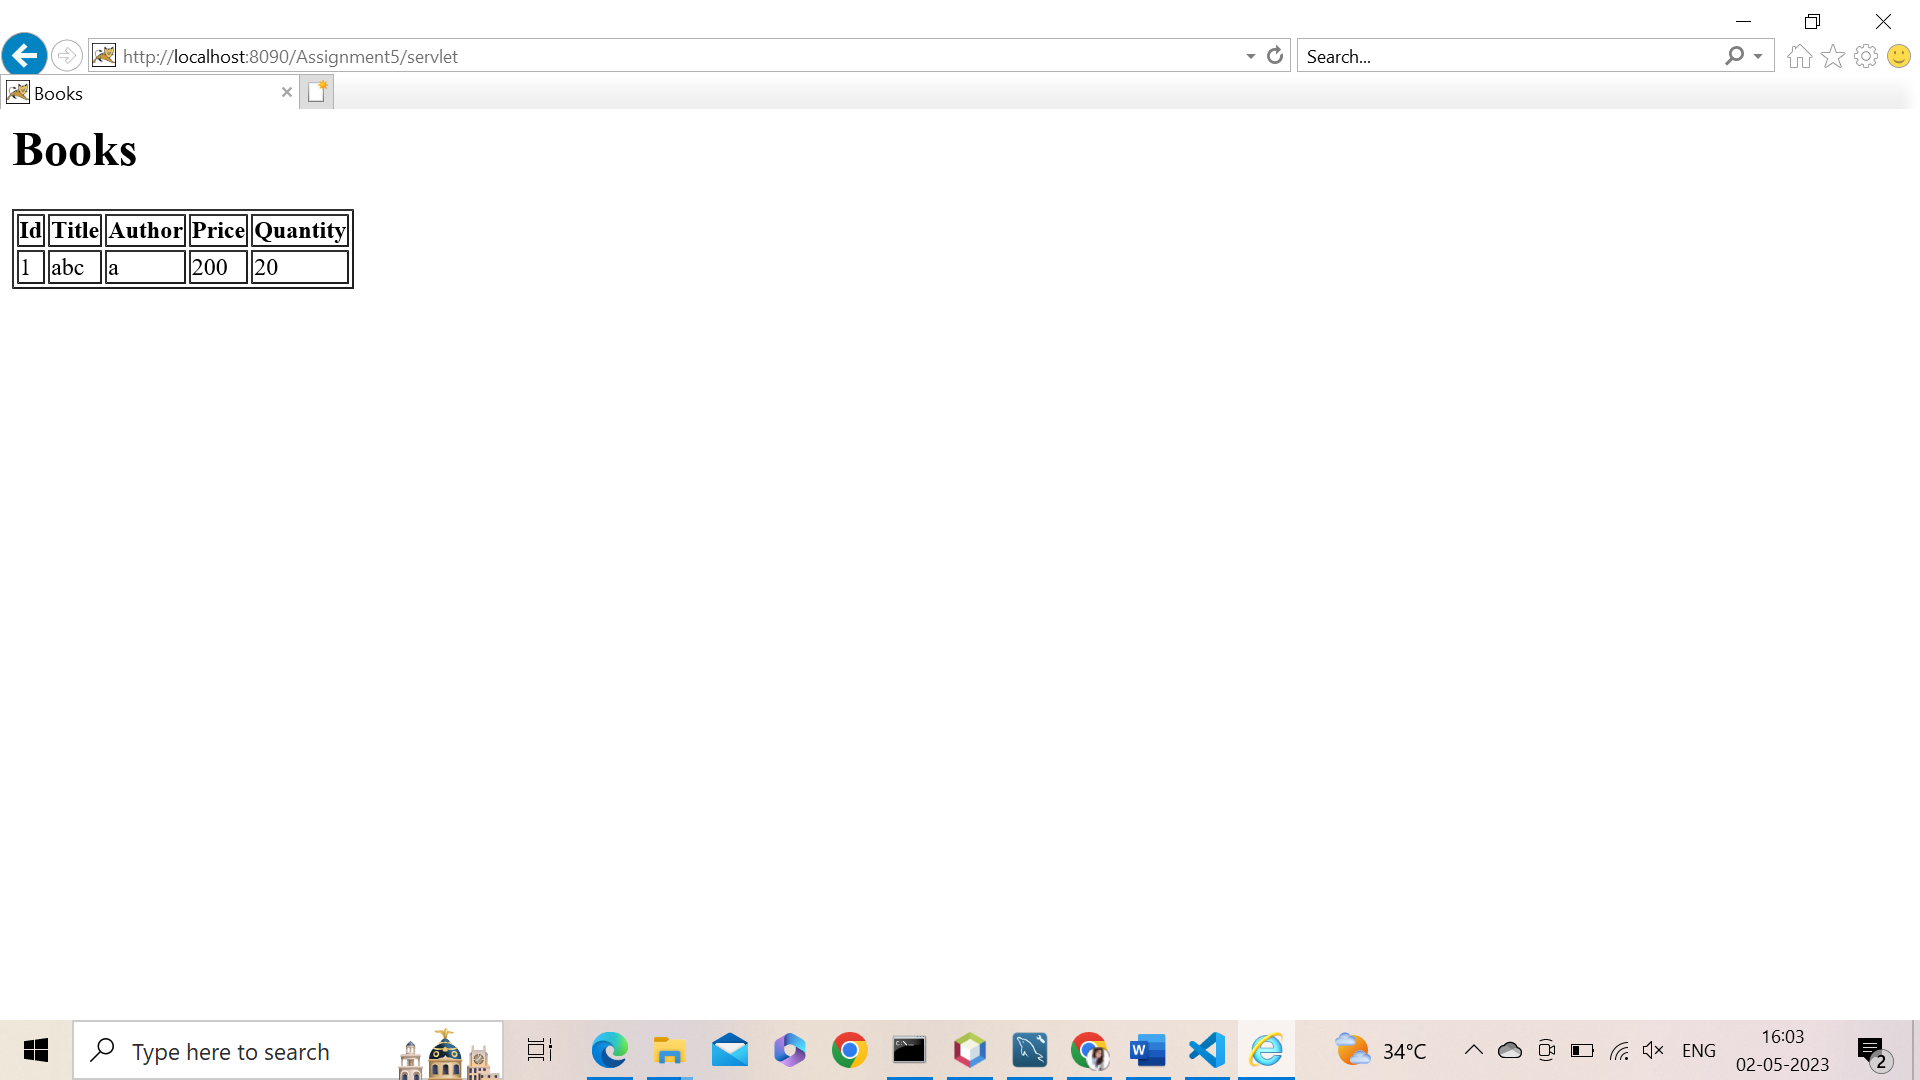 http://localhost:8090/Assignment5/servlet
Search...
Books
Books
Id Title Author Price Quantity
1 abc a 200 20
Type here to search
34°C
ENG
16:03
02-05-2023
2